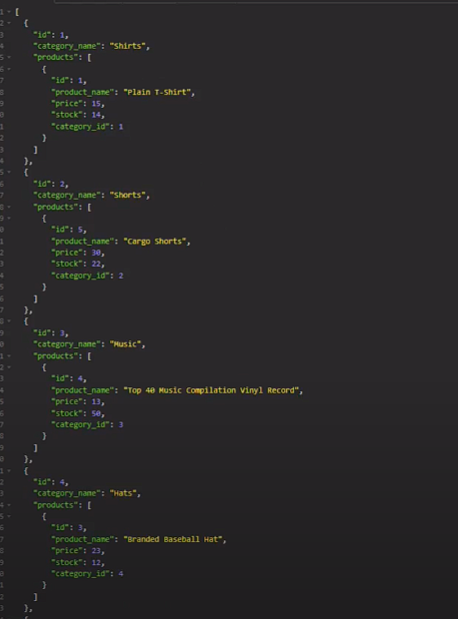 [
{
"id": 1,
"category_name": "Shirts",
"products": [
{
"id": 1,
"product_name": "Plain T-Shirt",
"price": 15,
"stock": 14,
"category_id": 1
}
]
},
{
"id": 2,
"category_name": "Shorts",
"products": [
{
"id": 5,
"product_name": "Cargo Shorts",
"price": 30,
"stock": 22,
"category_id": 2
}
]
},
{
"id": 3,
"category_name": "Music",
"products": [
{
"id": 4,
"product_name": "Top 40 Music Compilation Vinyl Record",
"price": 13,
"stock": 50,
"category_id": 3
}
]
},
{
"id": 4,
"category_name": "Hats",
"products": [
{
"id": 3,
"product_name": "Branded Baseball Hat",
"price": 23,
"stock": 12,
"category_id": 4
}
]
},